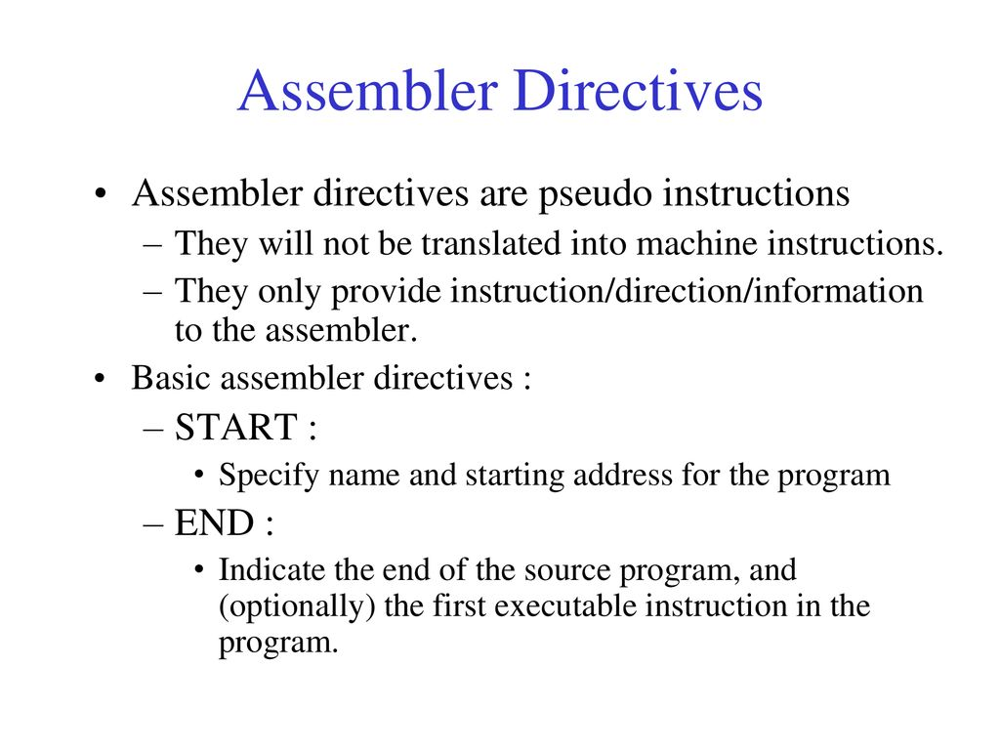 Assembler Directives
• Assembler directives are pseudo instructions
– They will not be translated into machine instructions.
– They only provide instruction/direction/information
to the assembler.
• Basic assembler directives :
– START :
• Specify name and starting address for the program
– END :
• Indicate the end of the source program, and
(optionally) the first executable instruction in the
program.